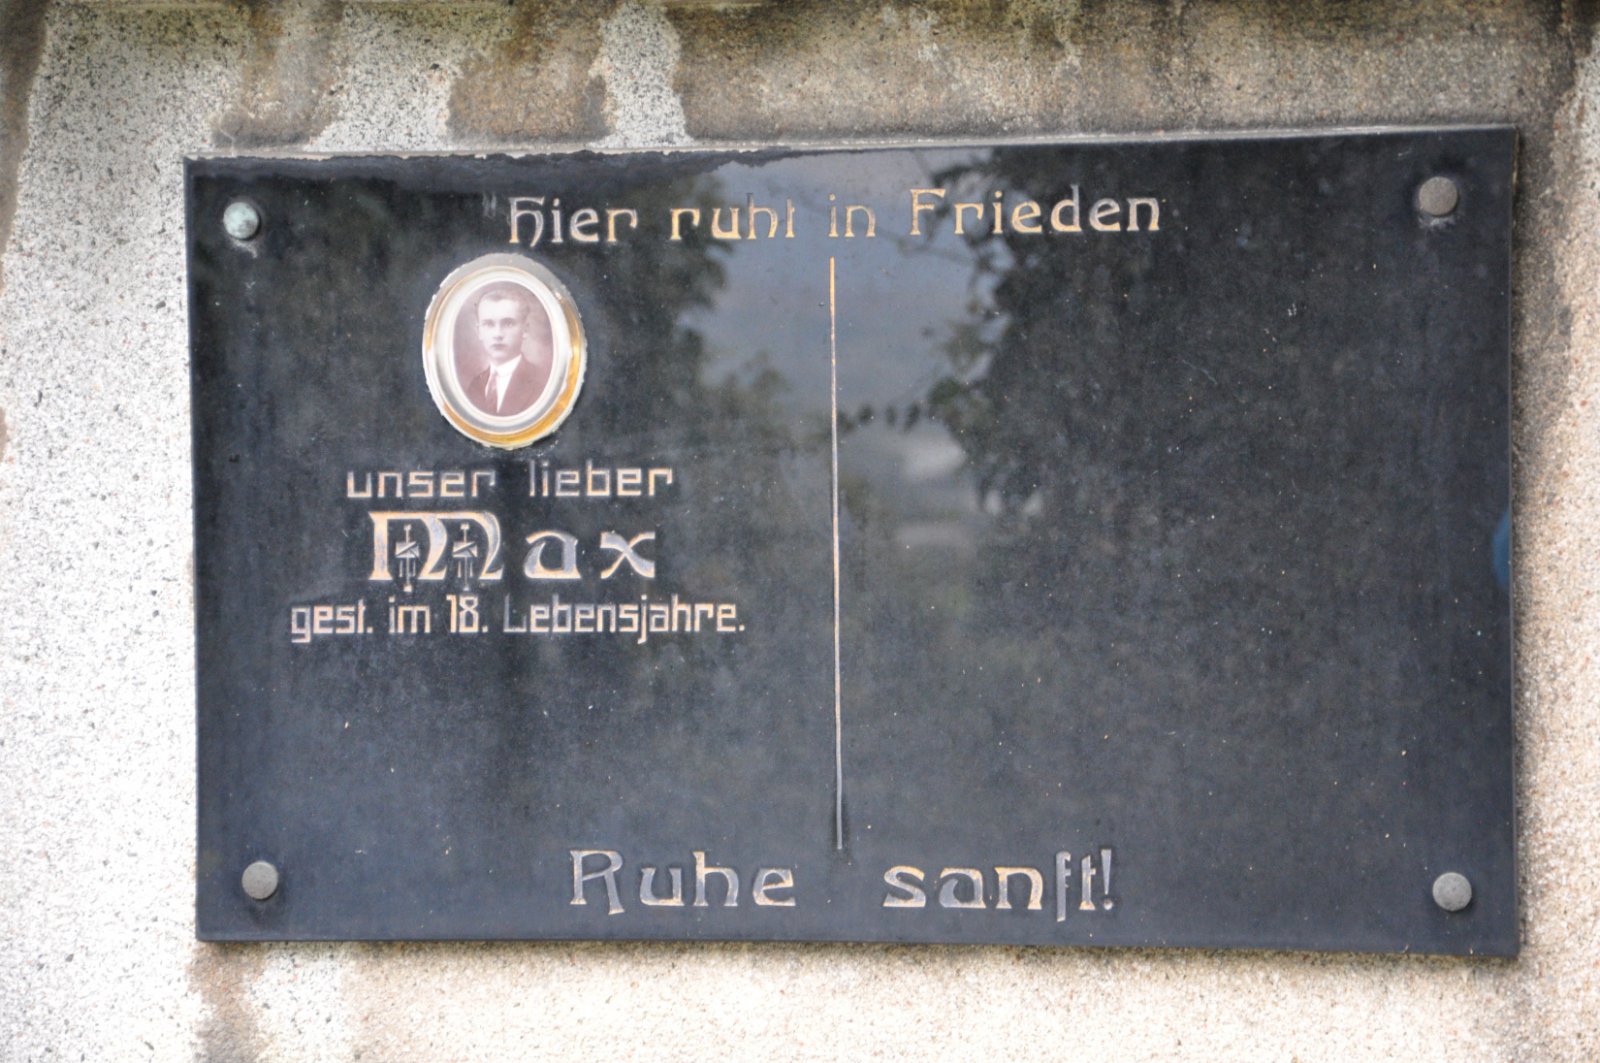 Hier ruht in Frieden
unser lieber
Max
gest. im 18. Lebensjahre.
Ruhe sanft!